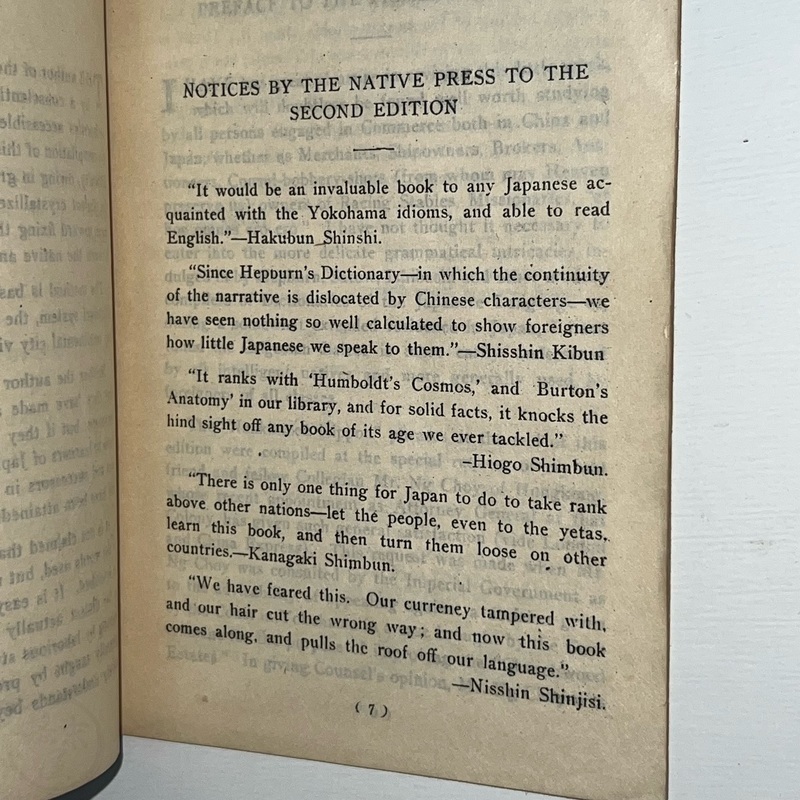 NOTICES BY THE NATIVE PRESS TO THE
SECOND EDITION
"It would be an invaluable book to any Japanese ac-
quainted with the Yokohama idioms, and able to read
English."—Hakubun Shinshi.
"Since Hepburn's Dictionary—in which the continuity
of the narrative is dislocated by Chinese characters—we
have seen nothing so well calculated to show foreigners
how little Japanese we speak to them."—Shisshin Kibun
"It ranks with 'Humboldt's Cosmos,' and 'Burton's
Anatomy' in our library, and for solid facts, it knocks the
hind sight off any book of its age we ever tackled."
-Hiogo Shimbun.
"There is only one thing for Japan to do to take rank
above other nations—let the people, even to the yetas,
learn this book, and then turn them loose on other
countries.—Kanagaki Shimbun.
"We have feared this. Our curreney tampered with,
and our hair cut the wrong way; and now this book
comes along, and pulls the roof off our language."
—Nisshin Shinjisi.
( 7 )